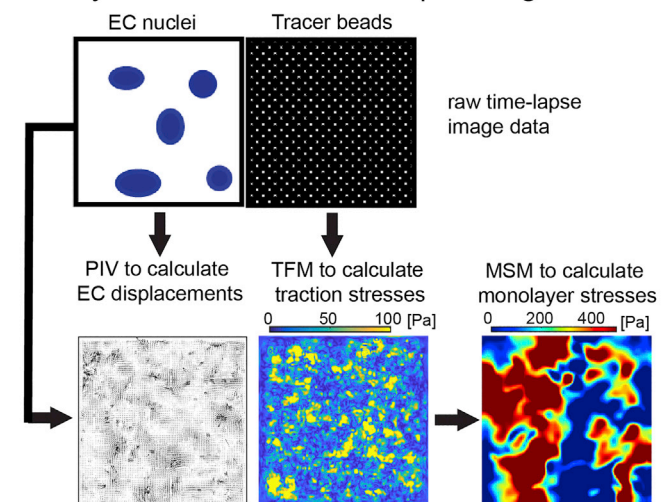 EC nuclei
Tracer beads
raw time-lapse
image data
PIV to calculate
EC displacements
TFM to calculate
traction stresses
MSM to calculate
monolayer stresses
0 50 100 [Pa]
0 200 400 [Pa]